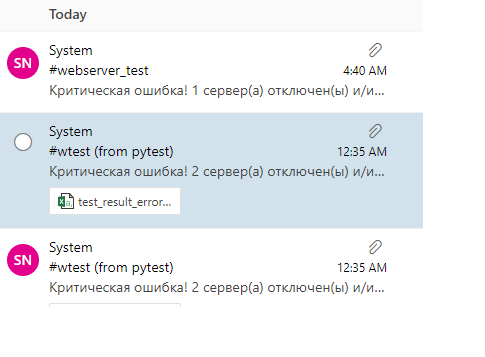 Today
SN
System
#webserver_test
4:40 AM
Критическая ошибка! 1 сервер(а) отключен(ы) и/и...
System
#wtest (from pytest)
12:35 AM
Критическая ошибка! 2 сервер(а) отключен(ы) и/и...
test_result_error...
SN
System
#wtest (from pytest)
12:35 AM
Критическая ошибка! 2 сервер(а) отключен(ы) и/и...